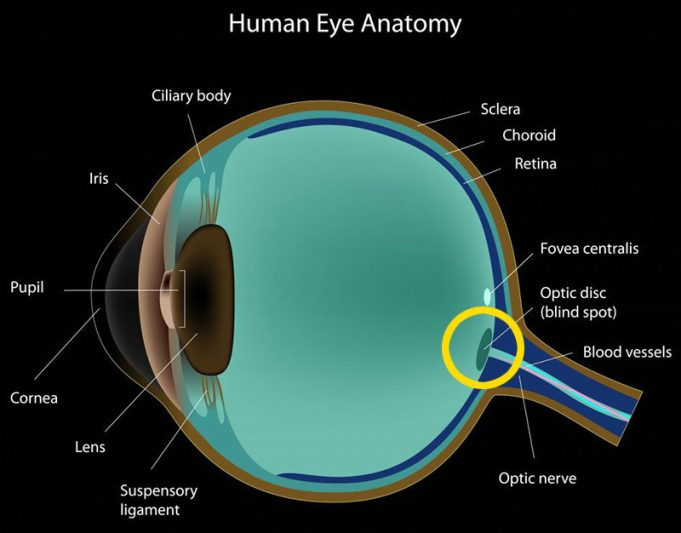 Human Eye Anatomy
Ciliary body
Sclera
Choroid
Retina
Iris
Fovea centralis
Pupil
Optic disc
(blind spot)
Blood vessels
Cornea
Lens
Optic nerve
Suspensory
ligament